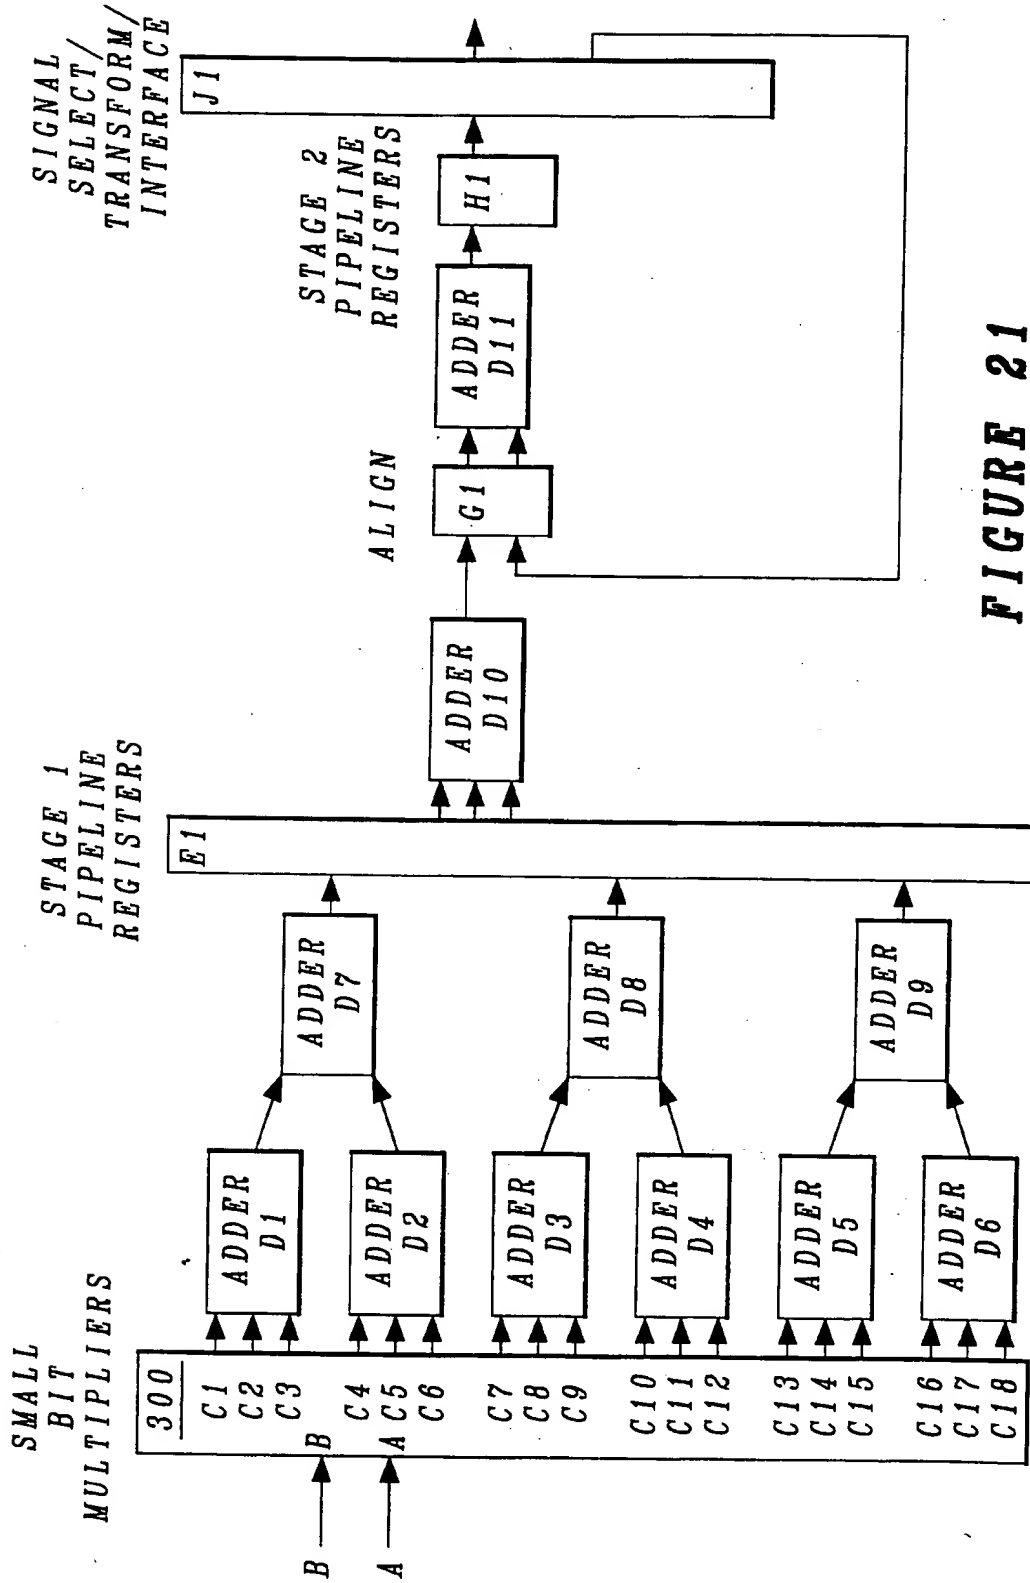 SMALL
BIT
MULTIPLIERS
300
C1
C2
C3
C4
C5
C6
C7
C8
C9
C10
C11
C12
C13
C14
C15
C16
C17
C18
B
A
B
A
ADDER
D1
ADDER
D2
ADDER
D3
ADDER
D4
ADDER
D5
ADDER
D6
ADDER
D7
ADDER
D8
ADDER
D9
STAGE 1
PIPELINE
REGISTERS
E1
ADDER
D10
ALIGN
G1
ADDER
D11
STAGE 2
PIPELINE
REGISTERS
H1
SIGNAL
SELECT/
TRANSFORM/
INTERFACE
J1
FIGURE 21